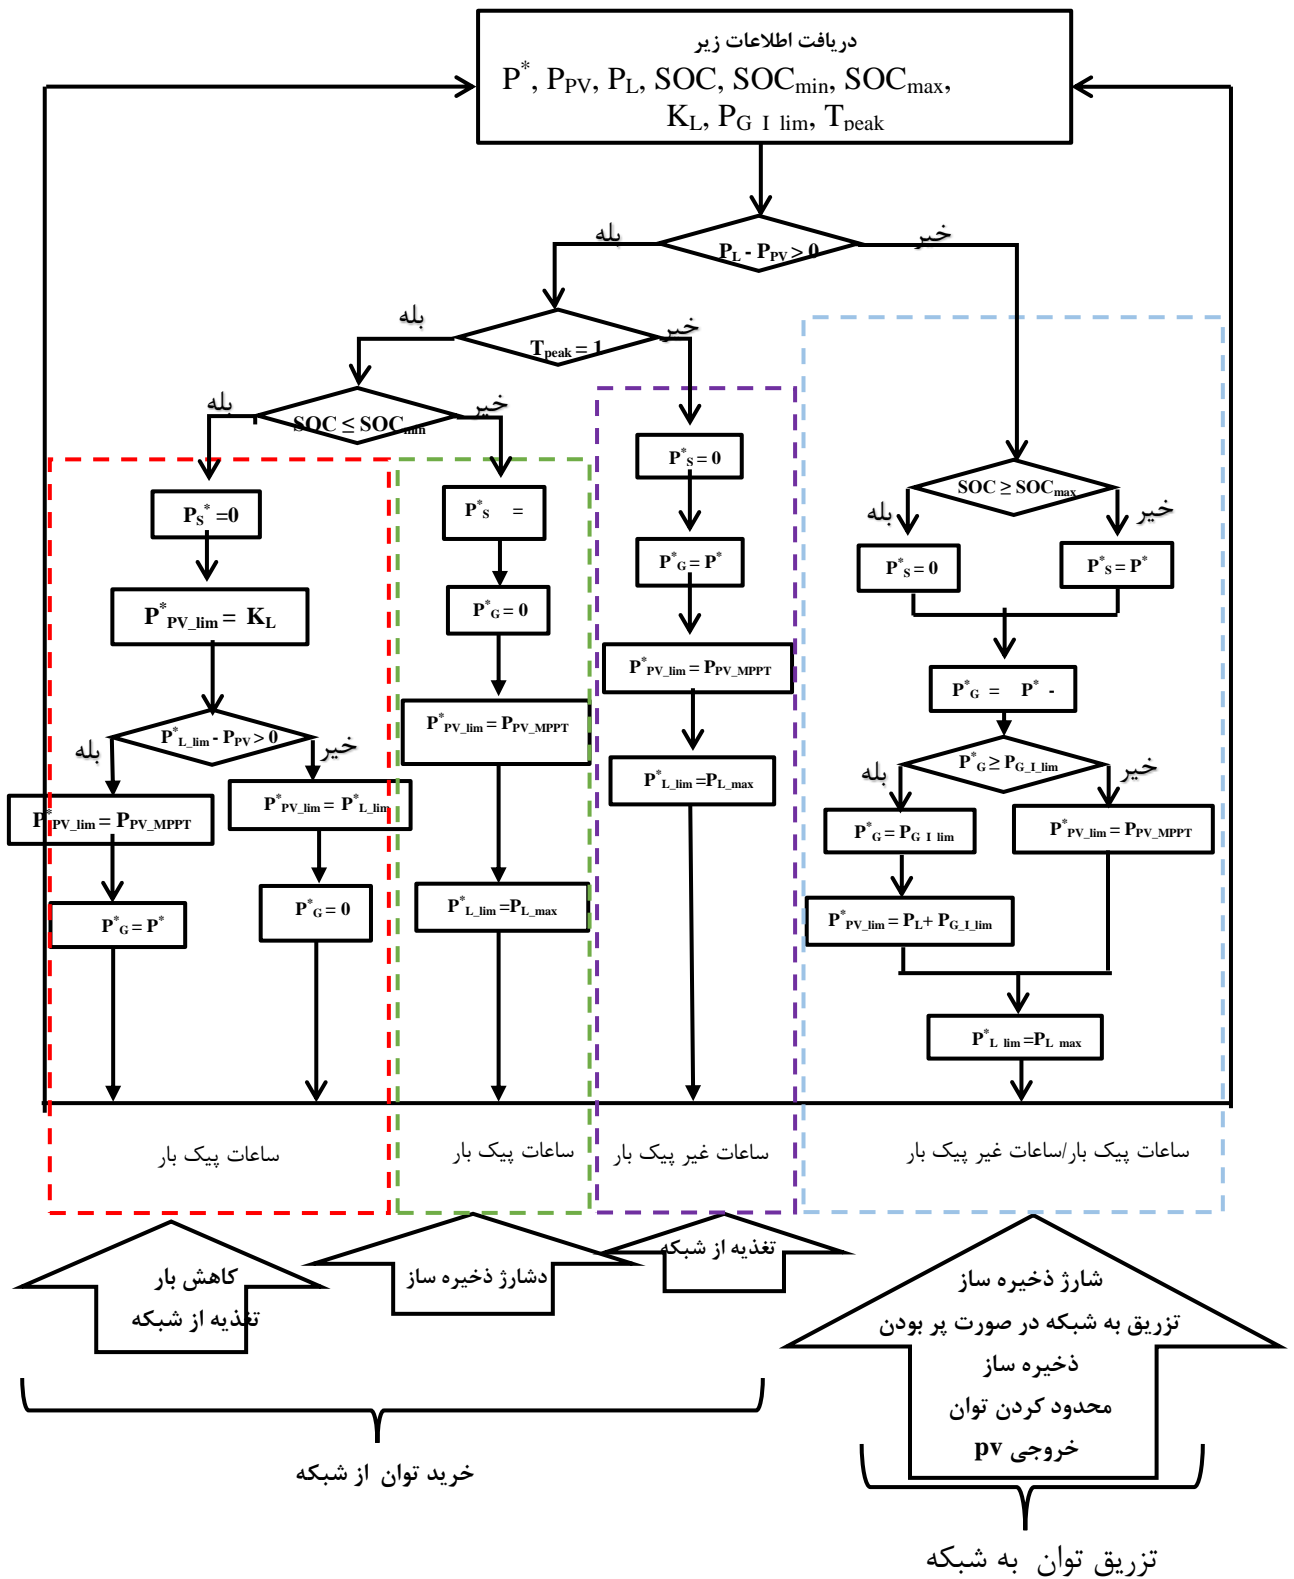 دریافت اطلاعات زیر
P*, PPV, PL, SOC, SOCmin, SOCmax,
KL, PG_I_lim, Tpeak
PL - PPV > 0
بله
خیر
Tpeak = 1
بله
خیر
SOC ≤ SOCmin
بله
خیر
PS* =0
P*PV_lim = KL
P*L_lim - PPV > 0
بله
خیر
P*PV_lim = PPV_MPPT
P*G = P*
P*PV_lim = P*L_lim
P*G = 0
P*S =
P*G = 0
P*PV_lim = PPV_MPPT
P*L_lim =PL_max
P*S = 0
P*G = P*
P*PV_lim = PPV_MPPT
P*L_lim =PL_max
SOC ≥ SOCmax
بله
خیر
P*S = 0
P*S = P*
P*G = P* -
P*G ≥ PG_I_lim
بله
خیر
P*G = PG_I_lim
P*PV_lim = PL+ PG_I_lim
P*PV_lim = PPV_MPPT
P*L_lim =PL_max
ساعات پیک بار
ساعات پیک بار
ساعات غیر پیک بار
ساعات پیک بار/ساعات غیر پیک بار
کاهش بار
تغذیه از شبکه
دشارژ ذخیره ساز
تغذیه از شبکه
شارژ ذخیره ساز
تزریق به شبکه در صورت پر بودن
ذخیره ساز
محدود کردن توان
خروجی pv
خرید توان از شبکه
تزریق توان به شبکه